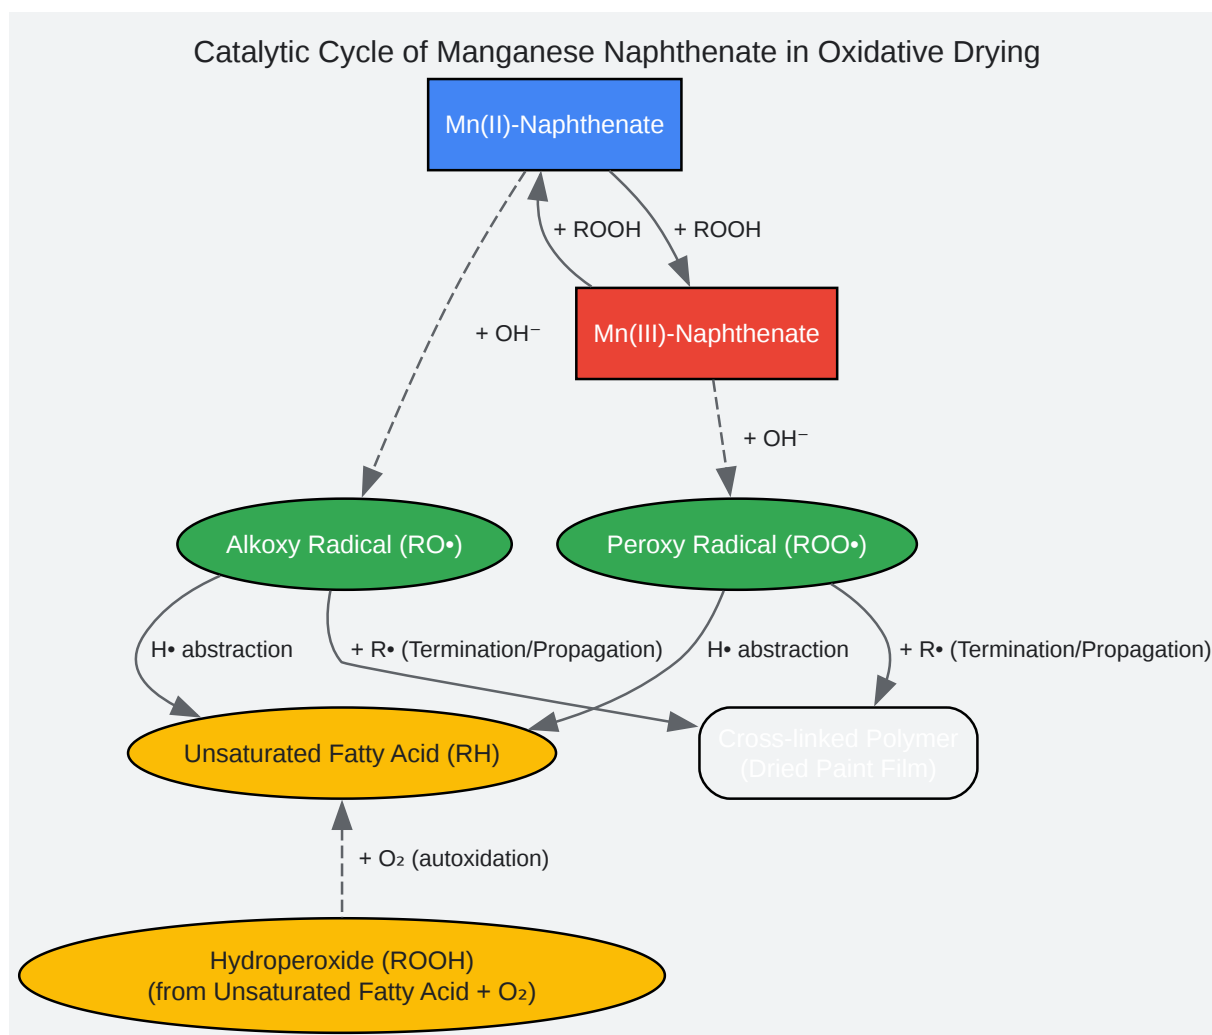 Catalytic Cycle of Manganese Naphthenate in Oxidative Drying
Mn(II)-Naphthenate
+ ROOH
+ ROOH
+ OH⁻
Mn(III)-Naphthenate
+ OH⁻
Alkoxy Radical (RO•)
Peroxy Radical (ROO•)
H• abstraction
+ R• (Termination/Propagation)
H• abstraction
+ R• (Termination/Propagation)
Unsaturated Fatty Acid (RH)
Cross-linked Polymer
(Dried Paint Film)
+ O₂ (autoxidation)
Hydroperoxide (ROOH)
(from Unsaturated Fatty Acid + O₂)